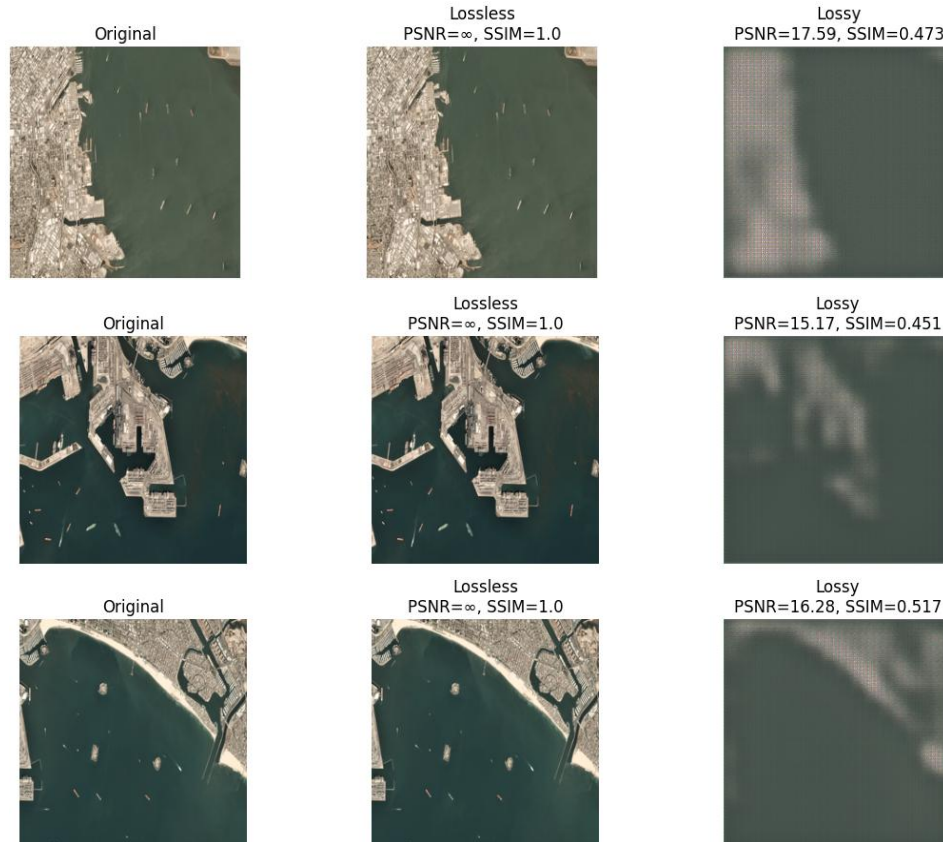 Original
Lossless
PSNR=∞, SSIM=1.0
Lossy
PSNR=17.59, SSIM=0.473
Original
Lossless
PSNR=∞, SSIM=1.0
Lossy
PSNR=15.17, SSIM=0.451
Original
Lossless
PSNR=∞, SSIM=1.0
Lossy
PSNR=16.28, SSIM=0.517